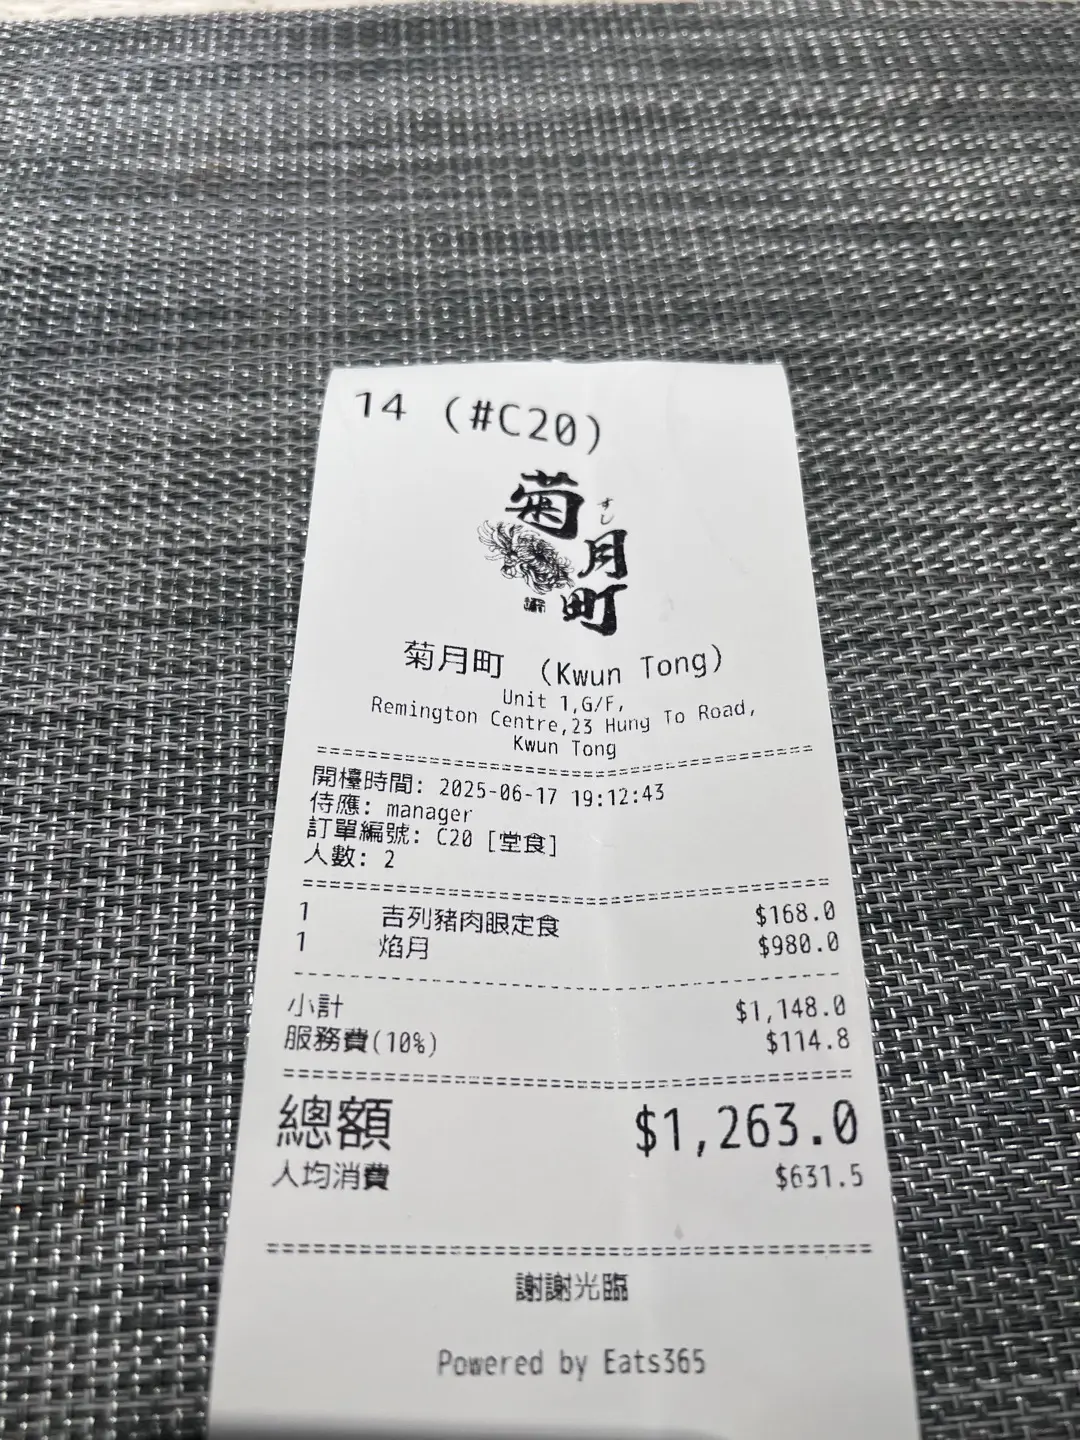 14 (#C20)
菊月町
すし
菊月町 (Kwun Tong)
Unit 1,G/F,
Remington Centre,23 Hung To Road,
Kwun Tong
開檯時間: 2025-06-17 19:12:43
侍應: manager
訂單編號: C20 [堂食]
人數: 2
1 吉列豬肉眼定食 $168.0
1 焰月 $980.0
小計 $1,148.0
服務費(10%) $114.8
總額 $1,263.0
人均消費 $631.5
謝謝光臨
Powered by Eats365